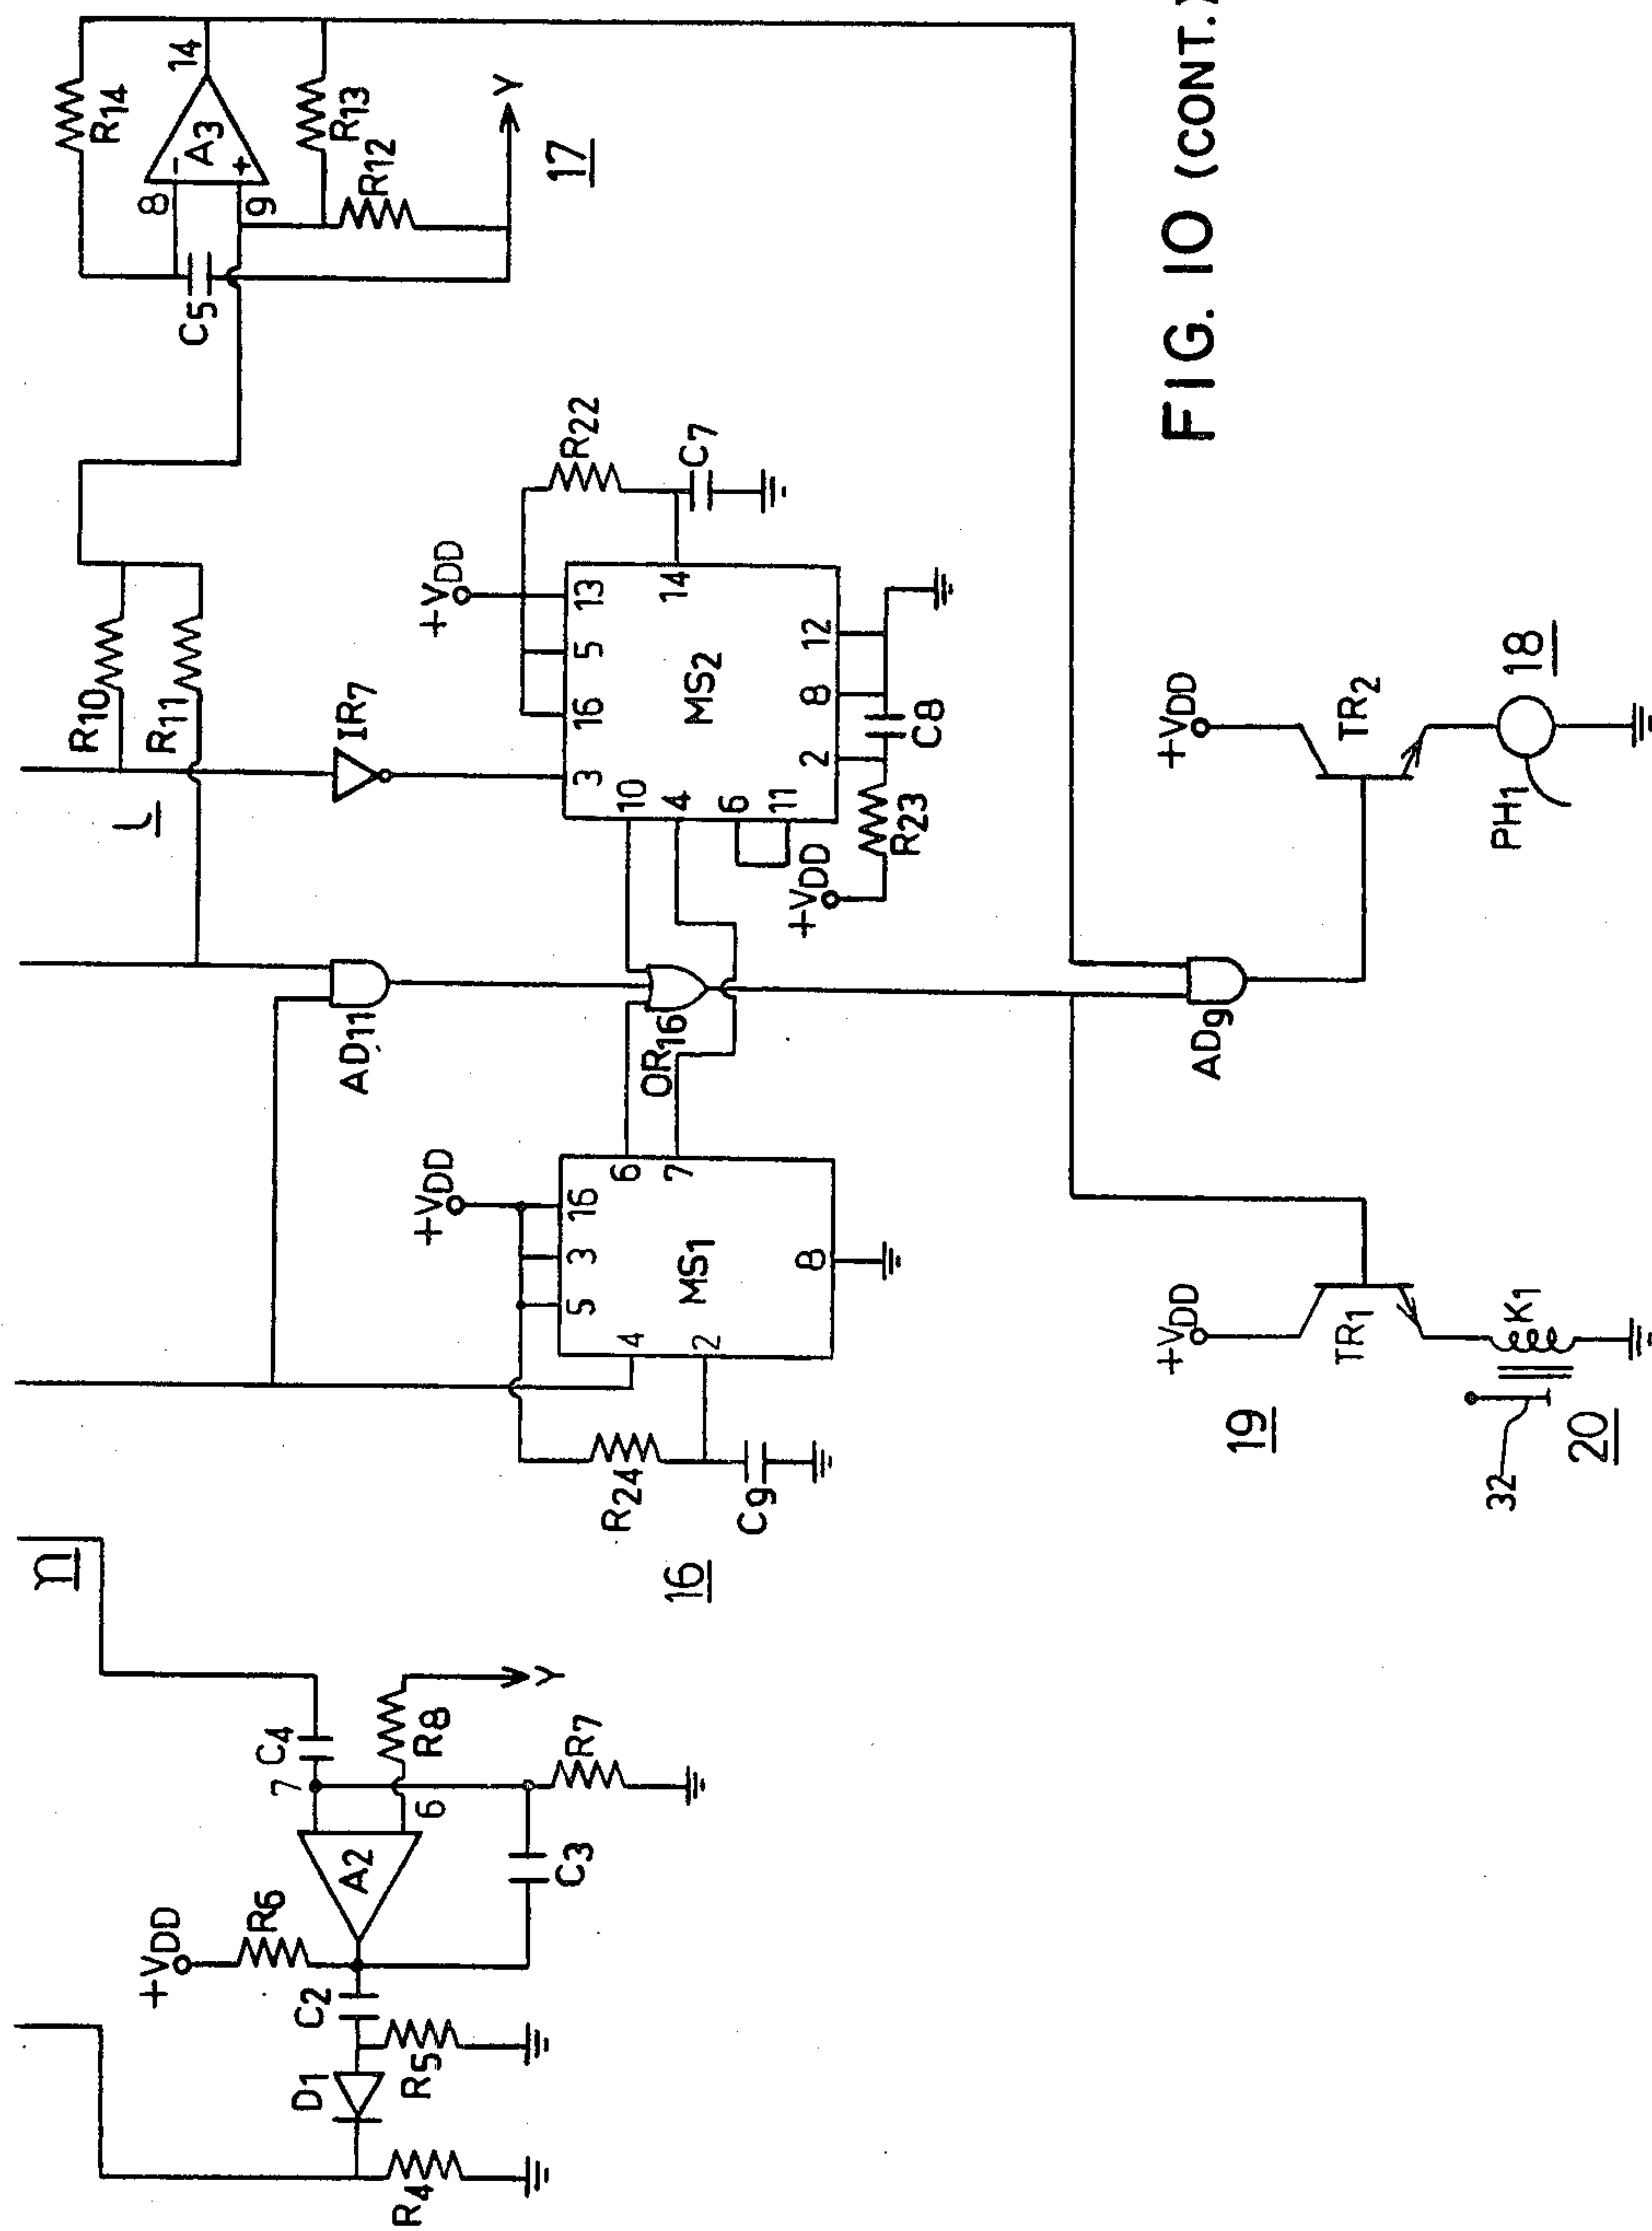 R14
14
8
A3
-
+
9
R13
R12
Y
17
C5
R10
R11
L
IR7
+VDD
R22
C7
3
16
5
13
14
MS2
10
4
6
11
2
8
12
C8
R23
+VDD
AD11
OR16
+VDD
6
7
16
3
5
MS1
4
2
8
R24
C9
16
n
C4
7
R8
Y
6
R7
A2
C3
+VDD
R6
C2
R5
D1
R4
AD9
+VDD
TR2
PH1
18
+VDD
TR1
K1
19
32
20
FIG. 10 (CONT.)